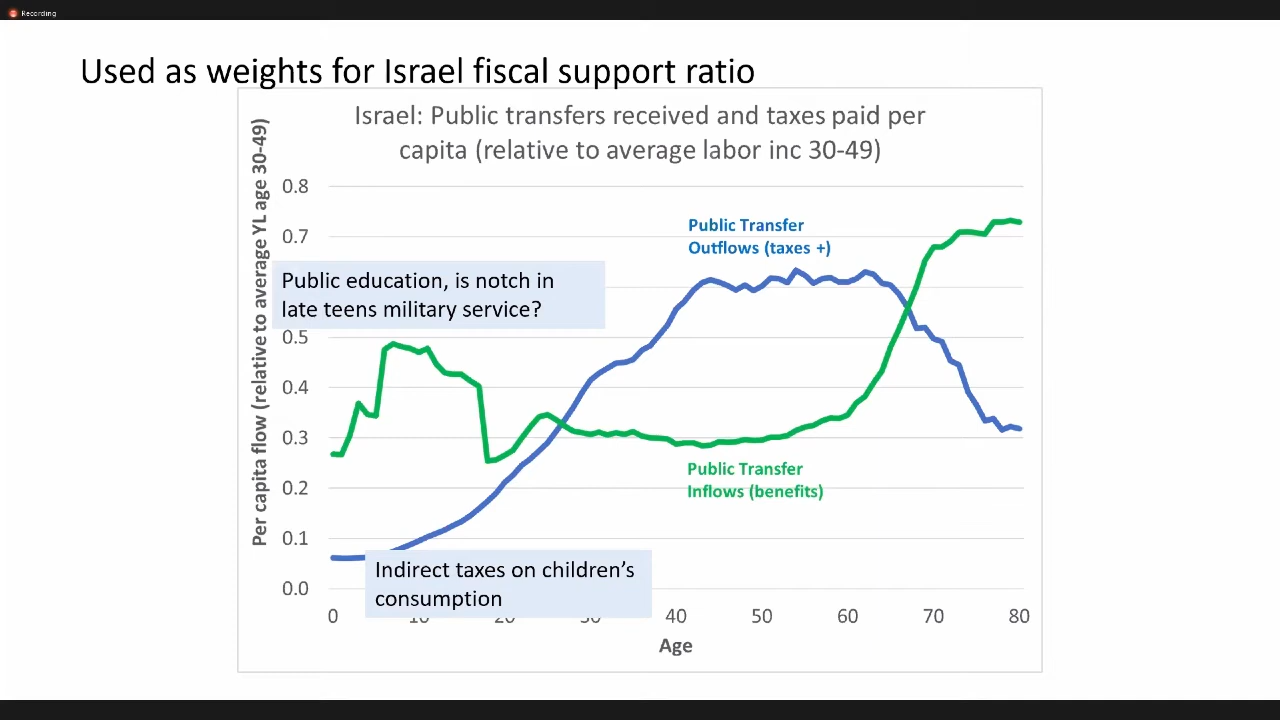 Recording
Used as weights for Israel fiscal support ratio
Israel: Public transfers received and taxes paid per
capita (relative to average labor inc 30-49)
Per capita flow (relative to average YL age 30-49)
0.8
0.7
0.5
0.4
0.3
0.2
0.1
0.0
Public Transfer
Outflows (taxes +)
Public education, is notch in
late teens military service?
Public Transfer
Inflows (benefits)
Indirect taxes on children’s
consumption
0 10 20 30 40 50 60 70 80
Age